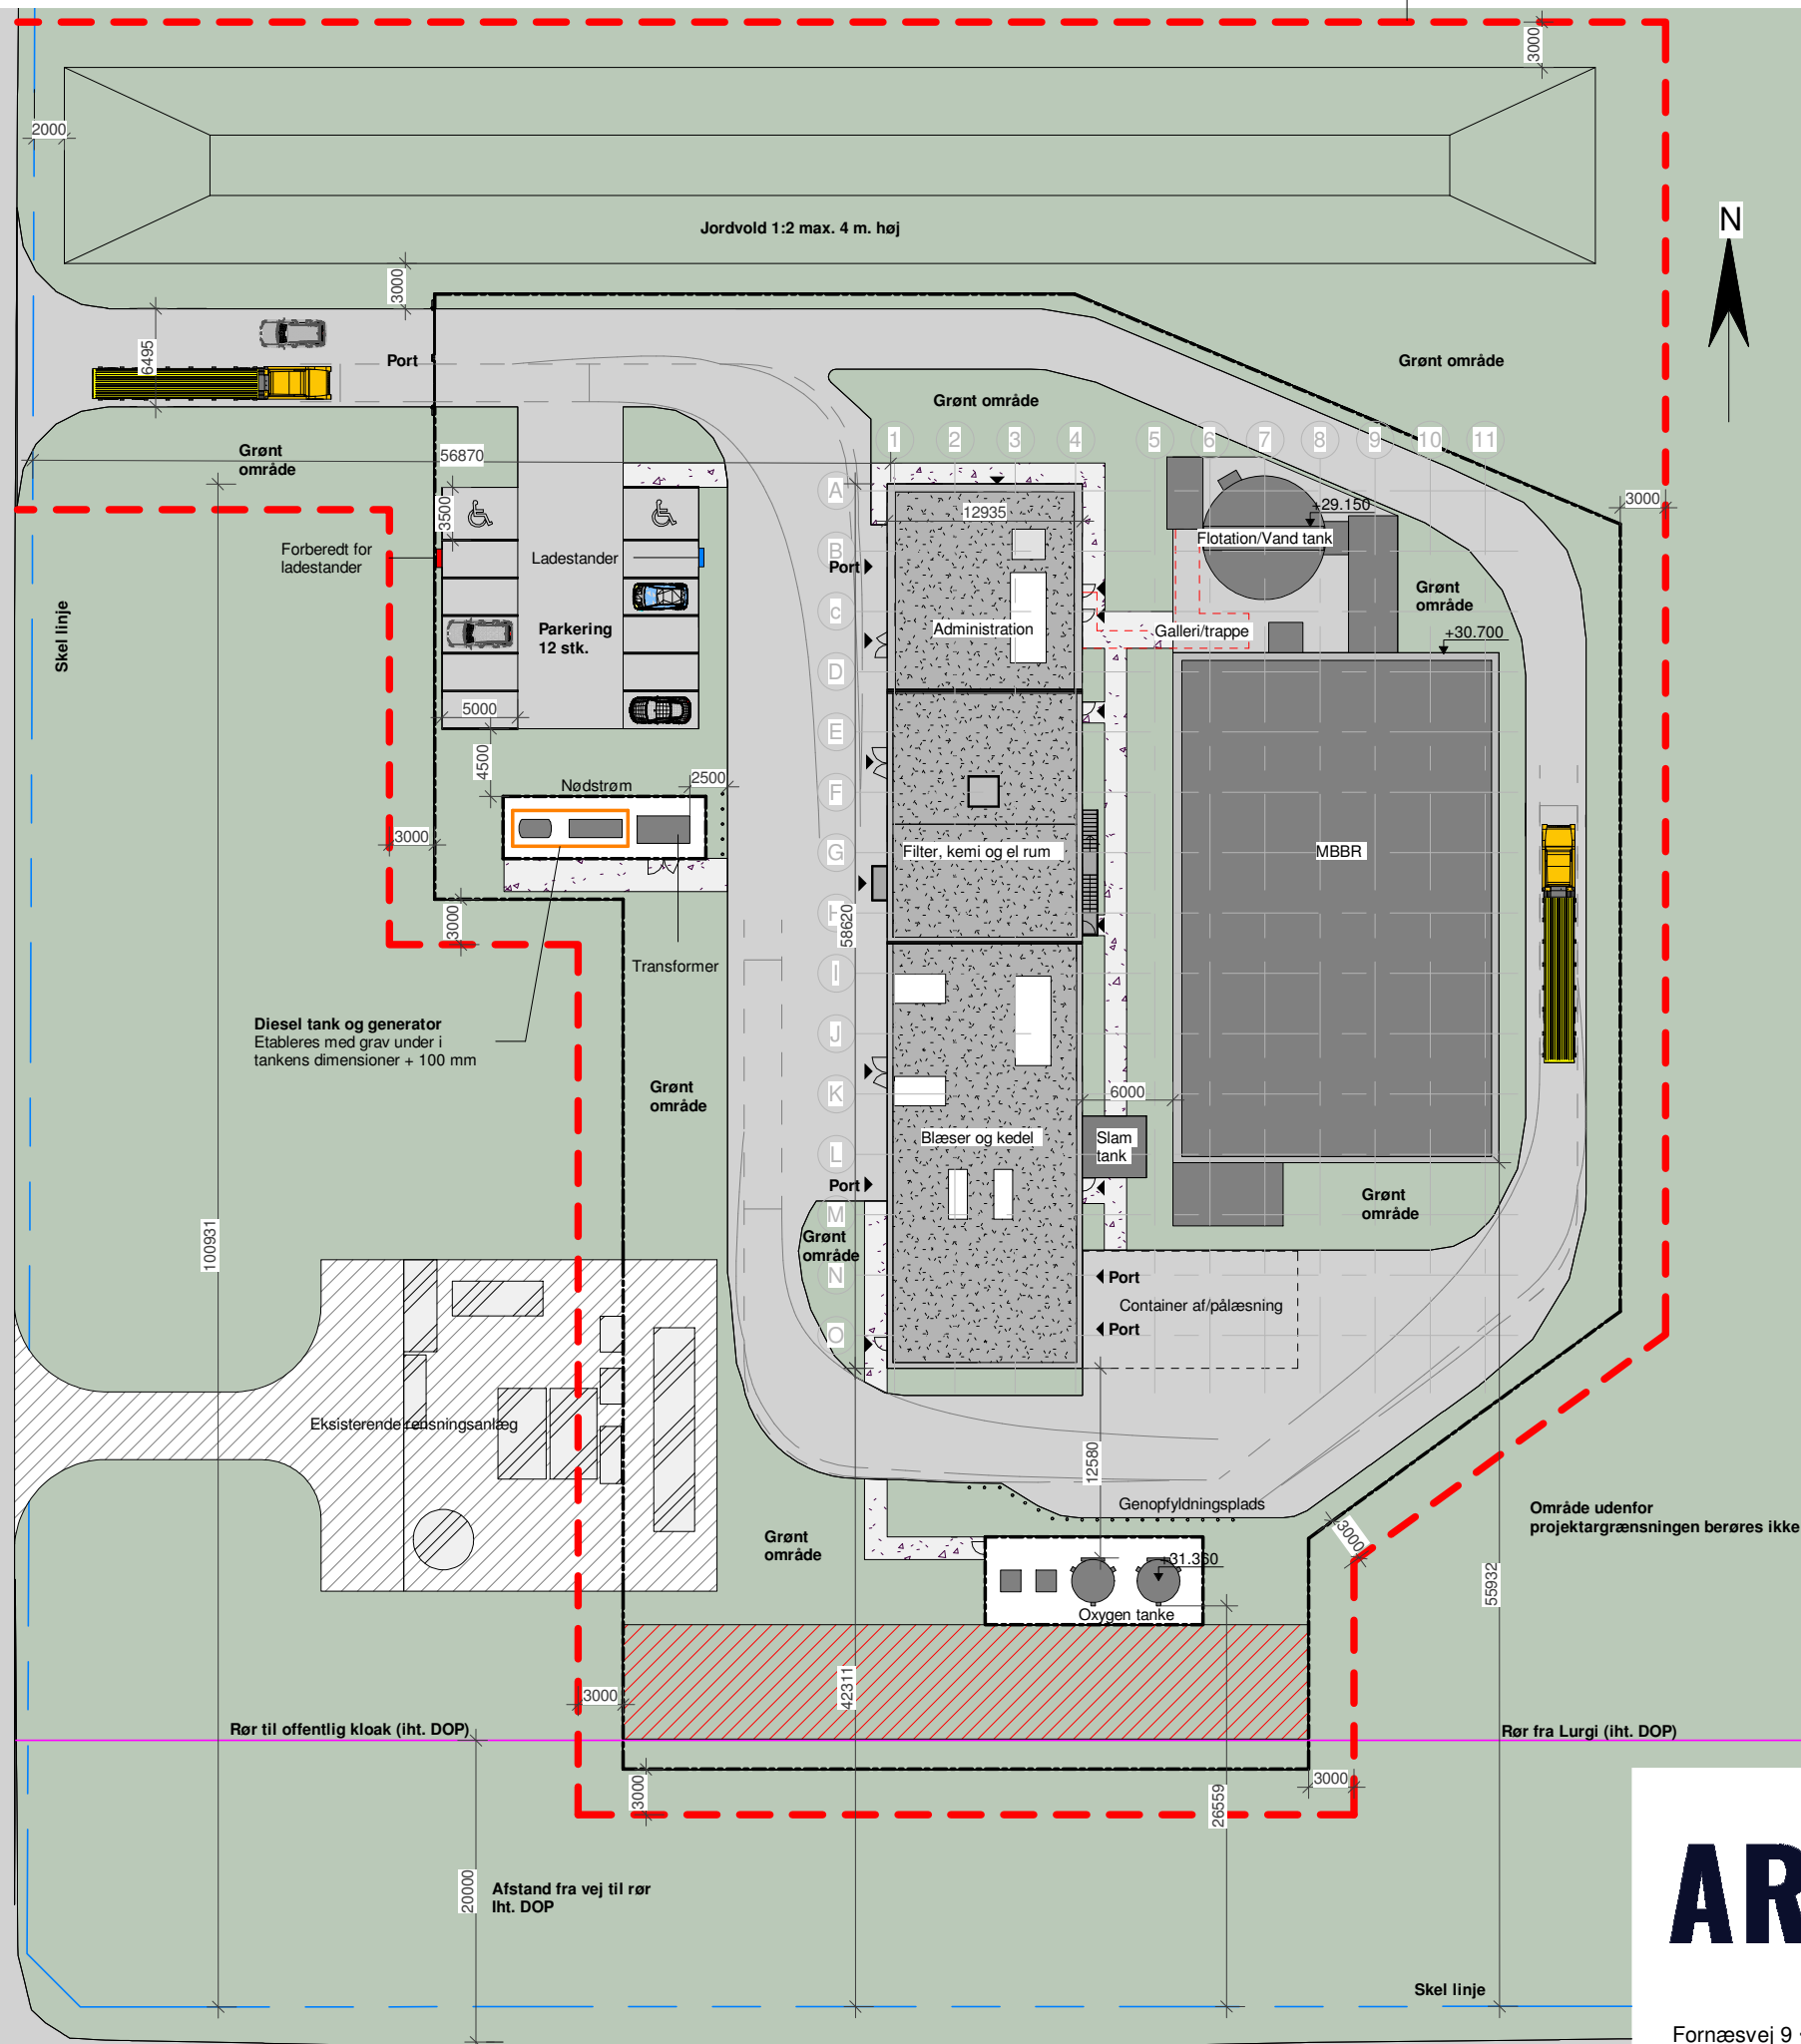 3000
2000
Jordvold 1:2 max. 4 m. høj
N
3000
6495
Port
Grønt område
Grønt område
1 2 3 4 5 6 7 8 9 10 11
Grønt
område
56870
A
3500
12935
+29.150
3000
Flotation/Vand tank
Forberedt for
ladestander
Ladestander
B
Port
Grønt
område
Skel linje
c
Parkering
12 stk.
Administration
Galleri/trappe
+30.700
D
5000
E
4500
2500
Nødstrøm
F
3000
G
Filter, kemi og el rum
MBBR
H
58620
3000
Transformer
I
Diesel tank og generator
Etableres med grav under i
tankens dimensioner + 100 mm
J
Grønt
område
K
6000
Blæser og kedel
Slam
tank
L
Port
M
Grønt
område
Grønt
område
100931
N
Port
Container af/pålæsning
O
Port
Eksisterende rensningsanlæg
12580
Genopfyldningsplads
Område udenfor
projektargrænsningen berøres ikke
3000
Grønt
område
+31.360
55932
Oxygen tanke
42311
3000
Rør til offentlig kloak (iht. DOP)
Rør fra Lurgi (iht. DOP)
3000
3000
26559
20000
Afstand fra vej til rør
Iht. DOP
AR
Skel linje
Fornæsvej 9